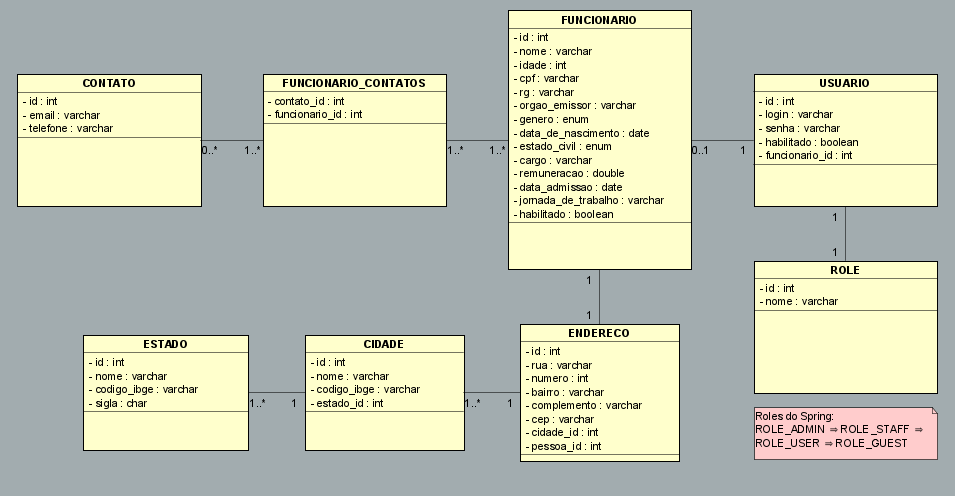 FUNCIONARIO
- id : int
- nome : varchar
- idade : int
- cpf : varchar
- rg : varchar
- orgao_emissor : varchar
- genero : enum
- data_de_nascimento : date
- estado_civil : enum
- cargo : varchar
- remuneracao : double
- data_admissao : date
- jornada_de_trabalho : varchar
- habilitado : boolean
CONTATO
- id : int
- email : varchar
- telefone : varchar
FUNCIONARIO_CONTATOS
- contato_id : int
- funcionario_id : int
USUARIO
- id : int
- login : varchar
- senha : varchar
- habilitado : boolean
- funcionario_id : int
0..*
1..*
1..*
1..*
0..1
1
1
1
ROLE
- id : int
- nome : varchar
1
1
ENDERECO
- id : int
- rua : varchar
- numero : int
- bairro : varchar
- complemento : varchar
- cep : varchar
- cidade_id : int
- pessoa_id : int
ESTADO
- id : int
- nome : varchar
- codigo_ibge : varchar
- sigla : char
CIDADE
- id : int
- nome : varchar
- codigo_ibge : varchar
- estado_id : int
1..*
1
1..*
1
Roles do Spring:
ROLE_ADMIN ⇒ ROLE_STAFF ⇒
ROLE_USER ⇒ ROLE_GUEST